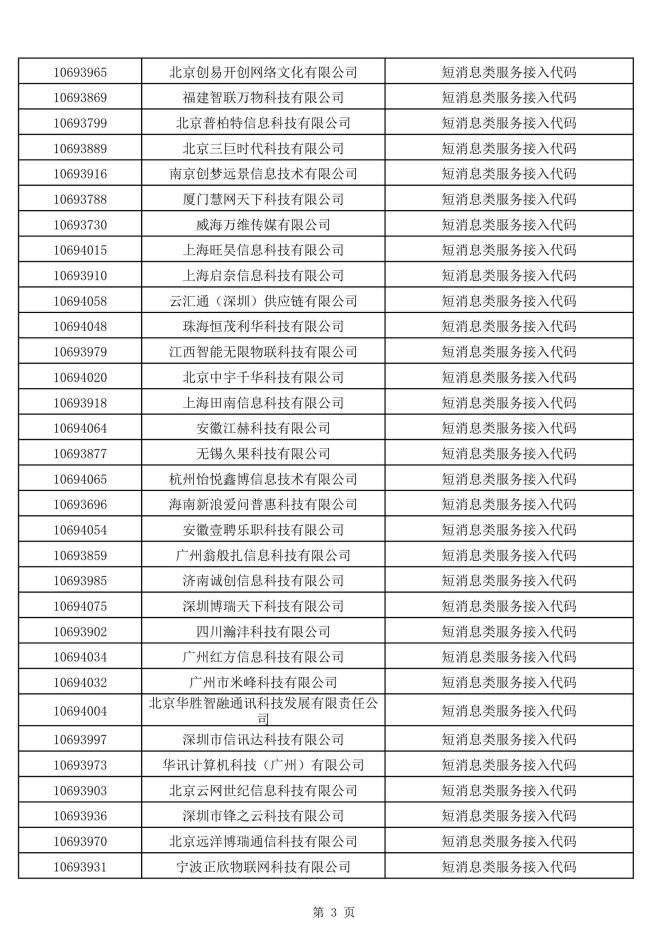 10693965 北京创易开创网络文化有限公司 短消息类服务接入代码
10693869 福建智联万物科技有限公司 短消息类服务接入代码
10693799 北京普柏特信息科技有限公司 短消息类服务接入代码
10693889 北京三巨时代科技有限公司 短消息类服务接入代码
10693916 南京创梦远景信息技术有限公司 短消息类服务接入代码
10693788 厦门慧网天下科技有限公司 短消息类服务接入代码
10693730 威海万维传媒有限公司 短消息类服务接入代码
10694015 上海旺昊信息科技有限公司 短消息类服务接入代码
10693910 上海启奈信息科技有限公司 短消息类服务接入代码
10694058 云汇通（深圳）供应链有限公司 短消息类服务接入代码
10694048 珠海恒茂利华科技有限公司 短消息类服务接入代码
10693979 江西智能无限物联科技有限公司 短消息类服务接入代码
10694020 北京中宇千华科技有限公司 短消息类服务接入代码
10693918 上海田南信息科技有限公司 短消息类服务接入代码
10694064 安徽江赫科技有限公司 短消息类服务接入代码
10693877 无锡久果科技有限公司 短消息类服务接入代码
10694065 杭州怡悦鑫博信息技术有限公司 短消息类服务接入代码
10693696 海南新浪爱问普惠科技有限公司 短消息类服务接入代码
10694054 安徽壹聘乐职科技有限公司 短消息类服务接入代码
10693859 广州翁般扎信息科技有限公司 短消息类服务接入代码
10693985 济南诚创信息科技有限公司 短消息类服务接入代码
10694075 深圳博瑞天下科技有限公司 短消息类服务接入代码
10693902 四川瀚沣科技有限公司 短消息类服务接入代码
10694034 广州红方信息科技有限公司 短消息类服务接入代码
10694032 广州市米峰科技有限公司 短消息类服务接入代码
10694004 北京华胜智融通讯科技发展有限责任公 短消息类服务接入代码
司
10693997 深圳市信讯达科技有限公司 短消息类服务接入代码
10693973 华讯计算机科技（广州）有限公司 短消息类服务接入代码
10693903 北京云网世纪信息科技有限公司 短消息类服务接入代码
10693936 深圳市锋之云科技有限公司 短消息类服务接入代码
10693970 北京远洋博瑞通信科技有限公司 短消息类服务接入代码
10693931 宁波正欣物联网科技有限公司 短消息类服务接入代码
第 3 页